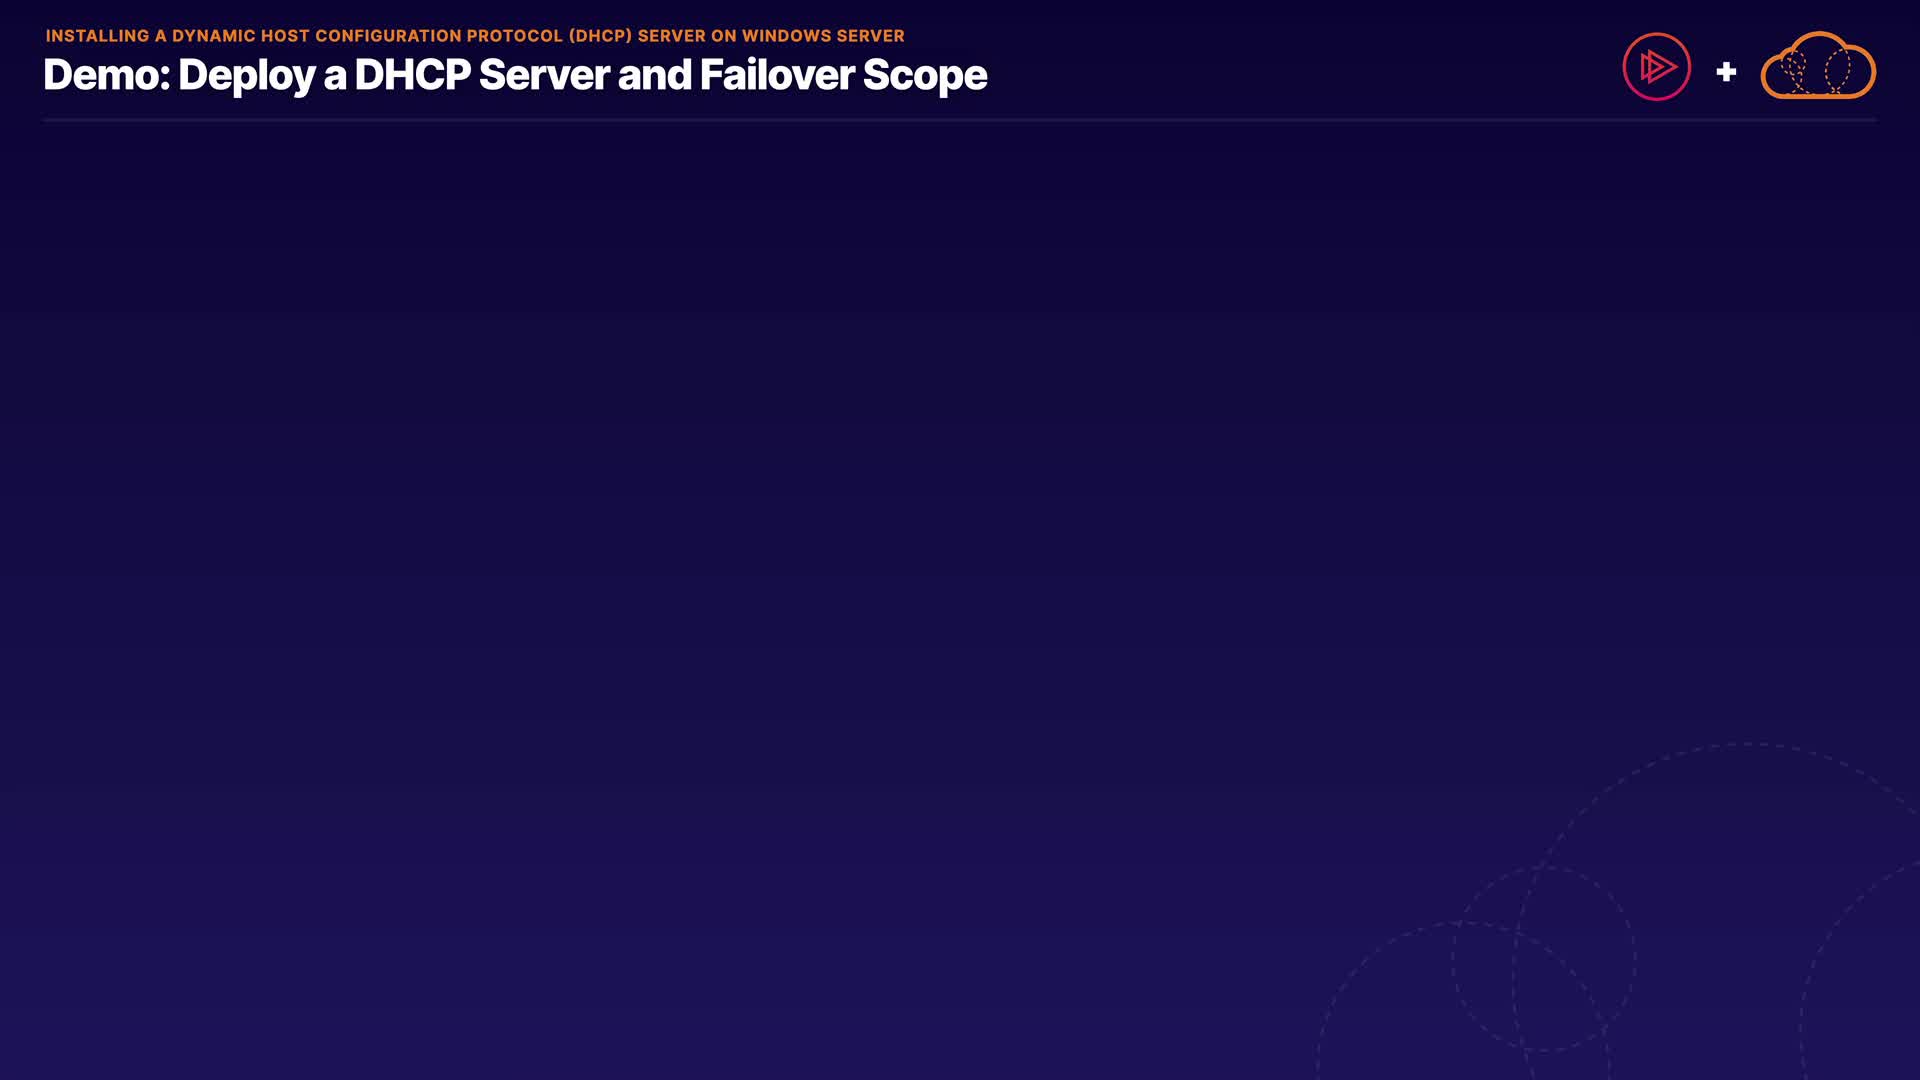 INSTALLING A DYNAMIC HOST CONFIGURATION PROTOCOL (DHCP) SERVER ON WINDOWS SERVER
Demo: Deploy a DHCP Server and Failover Scope
+